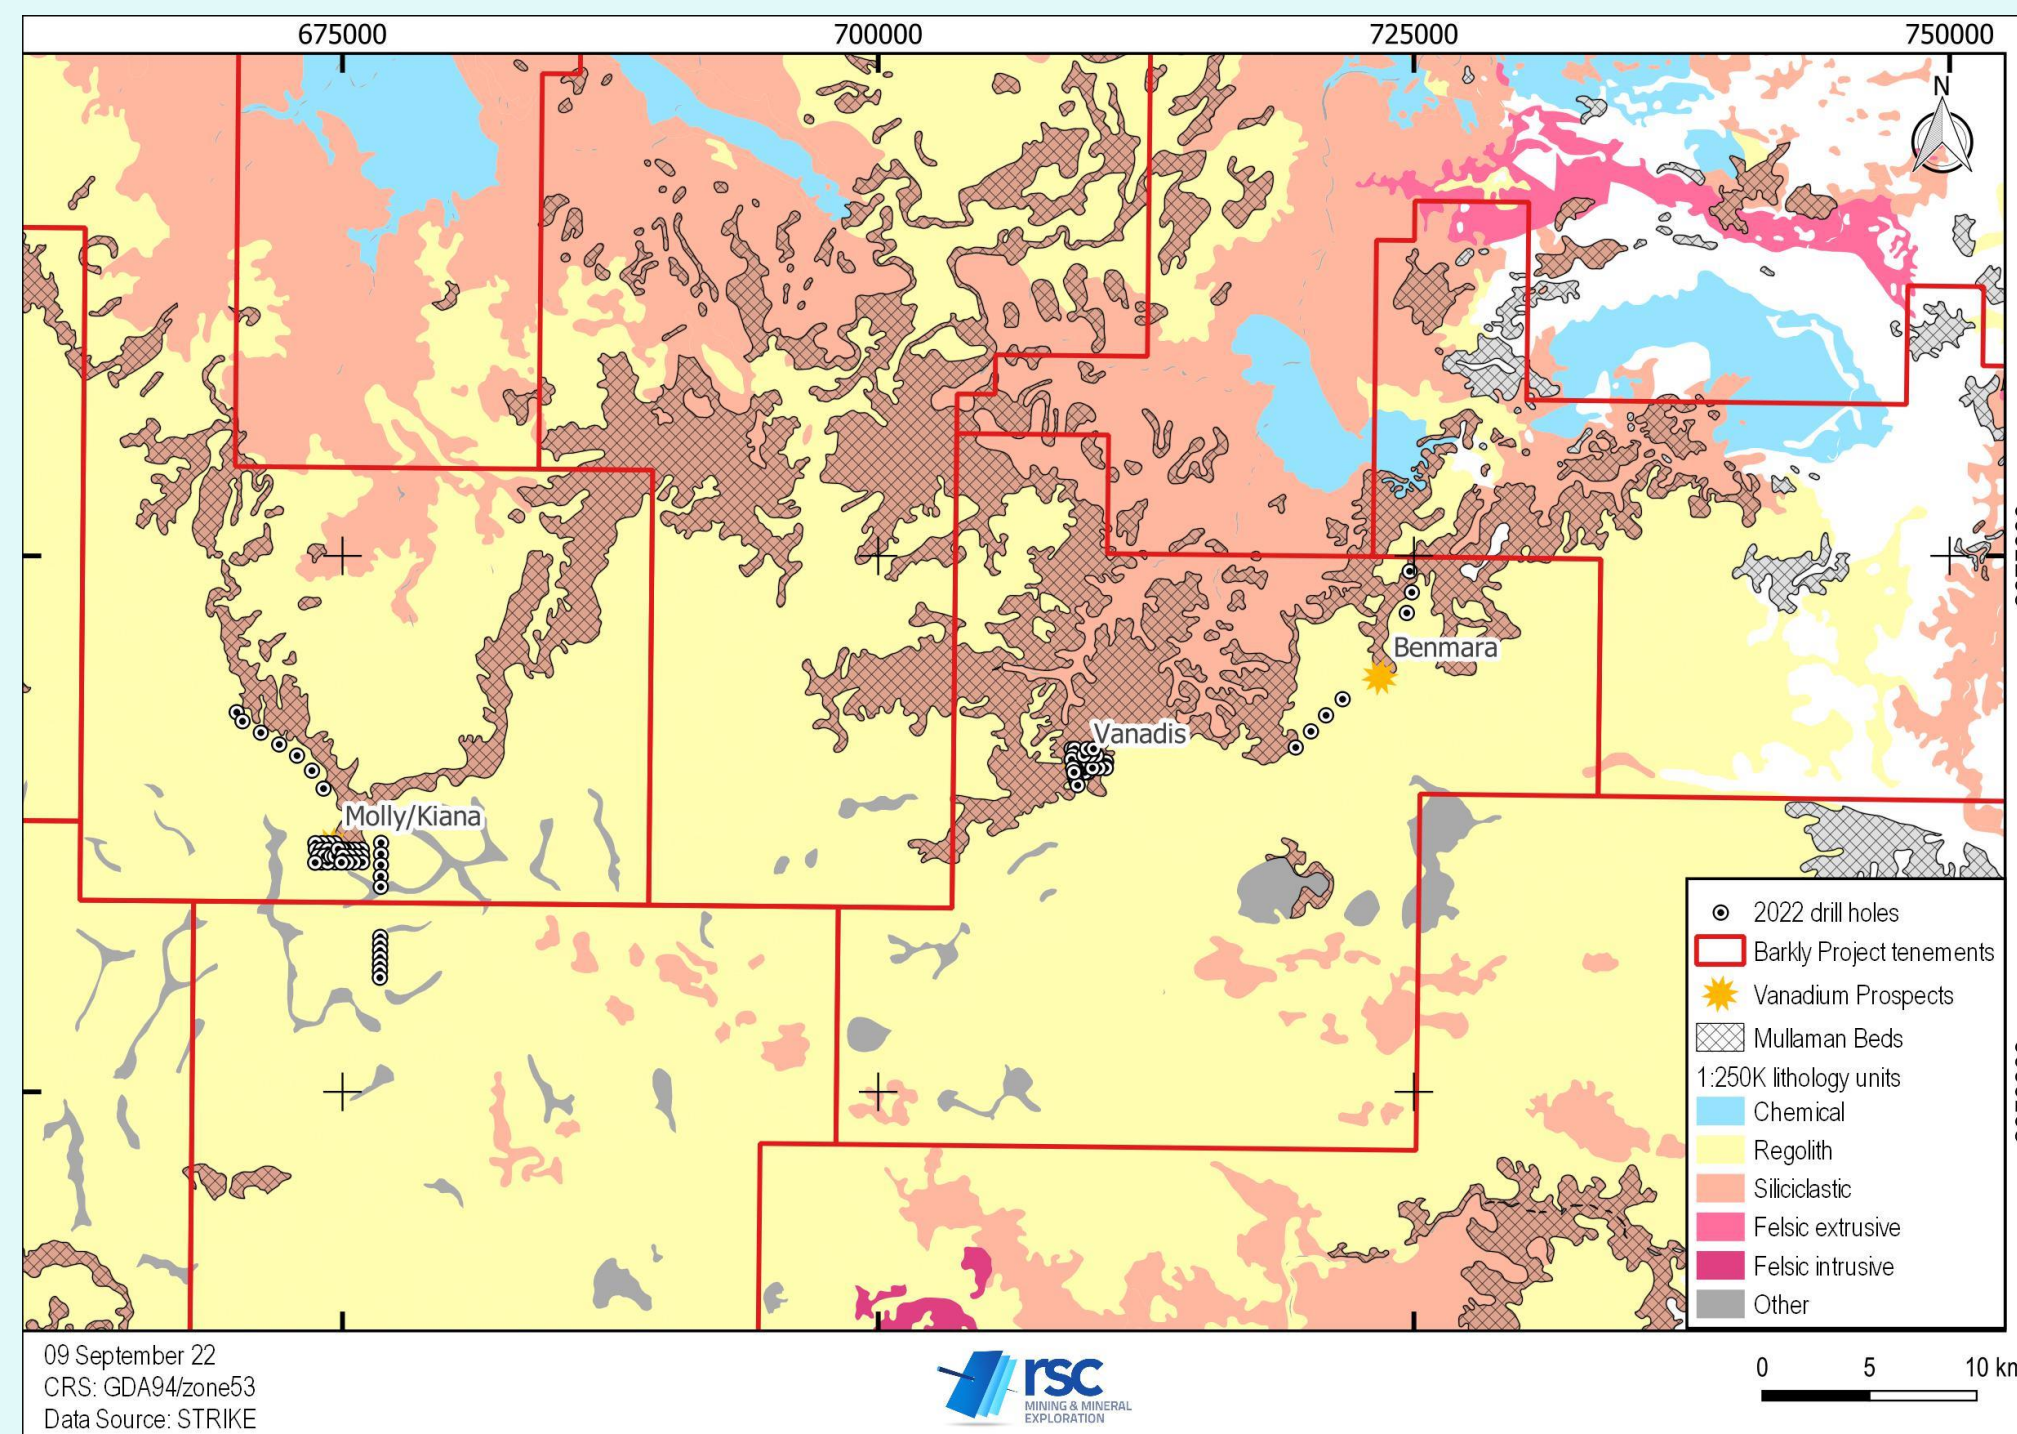 675000
700000
725000
750000
N
Benmara
Vanadis
Molly/Kiana
2022 drill holes
Barkly Project tenements
Vanadium Prospects
Mullaman Beds
1:250K lithology units
Chemical
Regolith
Siliciclastic
Felsic extrusive
Felsic intrusive
Other
09 September 22
CRS: GDA94/zone53
Data Source: STRIKE
rsc
MINING & MINERAL
EXPLORATION
0 5 10 km